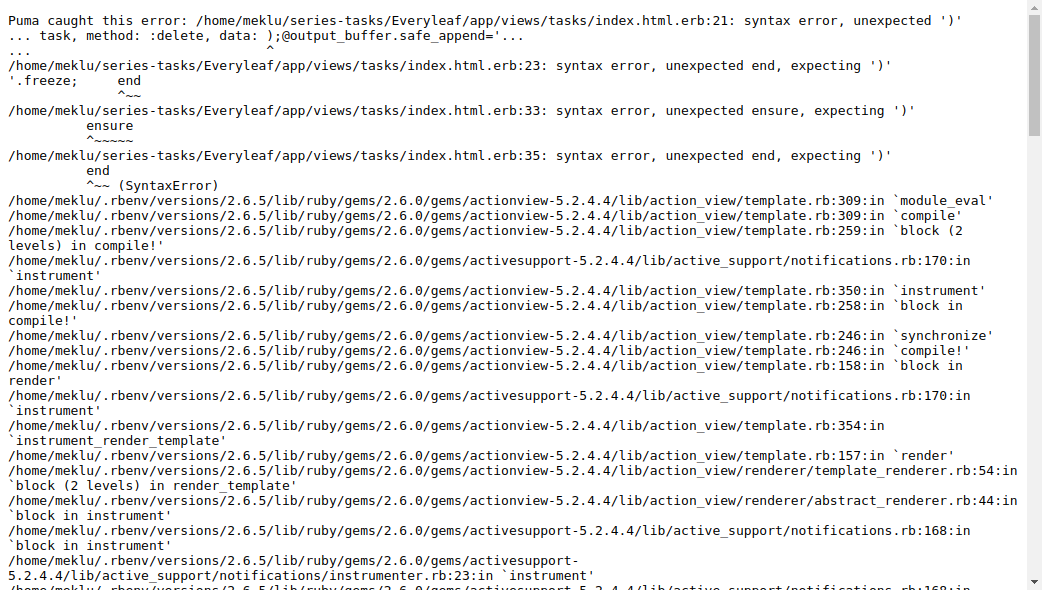 Puma caught this error: /home/meklu/series-tasks/Everyleaf/app/views/tasks/index.html.erb:21: syntax error, unexpected ')'
... task, method: :delete, data: );@output_buffer.safe_append='...
...                              ^
/home/meklu/series-tasks/Everyleaf/app/views/tasks/index.html.erb:23: syntax error, unexpected end, expecting ')'
'.freeze;     end
              ^~~
/home/meklu/series-tasks/Everyleaf/app/views/tasks/index.html.erb:33: syntax error, unexpected ensure, expecting ')'
          ensure
          ^~~~~~
/home/meklu/series-tasks/Everyleaf/app/views/tasks/index.html.erb:35: syntax error, unexpected end, expecting ')'
          end
          ^~~ (SyntaxError)
/home/meklu/.rbenv/versions/2.6.5/lib/ruby/gems/2.6.0/gems/actionview-5.2.4.4/lib/action_view/template.rb:309:in `module_eval'
/home/meklu/.rbenv/versions/2.6.5/lib/ruby/gems/2.6.0/gems/actionview-5.2.4.4/lib/action_view/template.rb:309:in `compile'
/home/meklu/.rbenv/versions/2.6.5/lib/ruby/gems/2.6.0/gems/actionview-5.2.4.4/lib/action_view/template.rb:259:in `block (2
levels) in compile!'
/home/meklu/.rbenv/versions/2.6.5/lib/ruby/gems/2.6.0/gems/activesupport-5.2.4.4/lib/active_support/notifications.rb:170:in
`instrument'
/home/meklu/.rbenv/versions/2.6.5/lib/ruby/gems/2.6.0/gems/actionview-5.2.4.4/lib/action_view/template.rb:350:in `instrument'
/home/meklu/.rbenv/versions/2.6.5/lib/ruby/gems/2.6.0/gems/actionview-5.2.4.4/lib/action_view/template.rb:258:in `block in
compile!'
/home/meklu/.rbenv/versions/2.6.5/lib/ruby/gems/2.6.0/gems/actionview-5.2.4.4/lib/action_view/template.rb:246:in `synchronize'
/home/meklu/.rbenv/versions/2.6.5/lib/ruby/gems/2.6.0/gems/actionview-5.2.4.4/lib/action_view/template.rb:246:in `compile!'
/home/meklu/.rbenv/versions/2.6.5/lib/ruby/gems/2.6.0/gems/actionview-5.2.4.4/lib/action_view/template.rb:158:in `block in
render'
/home/meklu/.rbenv/versions/2.6.5/lib/ruby/gems/2.6.0/gems/activesupport-5.2.4.4/lib/active_support/notifications.rb:170:in
`instrument'
/home/meklu/.rbenv/versions/2.6.5/lib/ruby/gems/2.6.0/gems/actionview-5.2.4.4/lib/action_view/template.rb:354:in
`instrument_render_template'
/home/meklu/.rbenv/versions/2.6.5/lib/ruby/gems/2.6.0/gems/actionview-5.2.4.4/lib/action_view/template.rb:157:in `render'
/home/meklu/.rbenv/versions/2.6.5/lib/ruby/gems/2.6.0/gems/actionview-5.2.4.4/lib/action_view/renderer/template_renderer.rb:54:in
`block (2 levels) in render_template'
/home/meklu/.rbenv/versions/2.6.5/lib/ruby/gems/2.6.0/gems/actionview-5.2.4.4/lib/action_view/renderer/abstract_renderer.rb:44:in
`block in instrument'
/home/meklu/.rbenv/versions/2.6.5/lib/ruby/gems/2.6.0/gems/activesupport-5.2.4.4/lib/active_support/notifications.rb:168:in
`block in instrument'
/home/meklu/.rbenv/versions/2.6.5/lib/ruby/gems/2.6.0/gems/activesupport-
5.2.4.4/lib/active_support/notifications/instrumenter.rb:23:in `instrument'
/home/meklu/.rbenv/versions/2.6.5/lib/ruby/gems/2.6.0/gems/activesupport-5.2.4.4/lib/active_support/notifications.rb:168:in